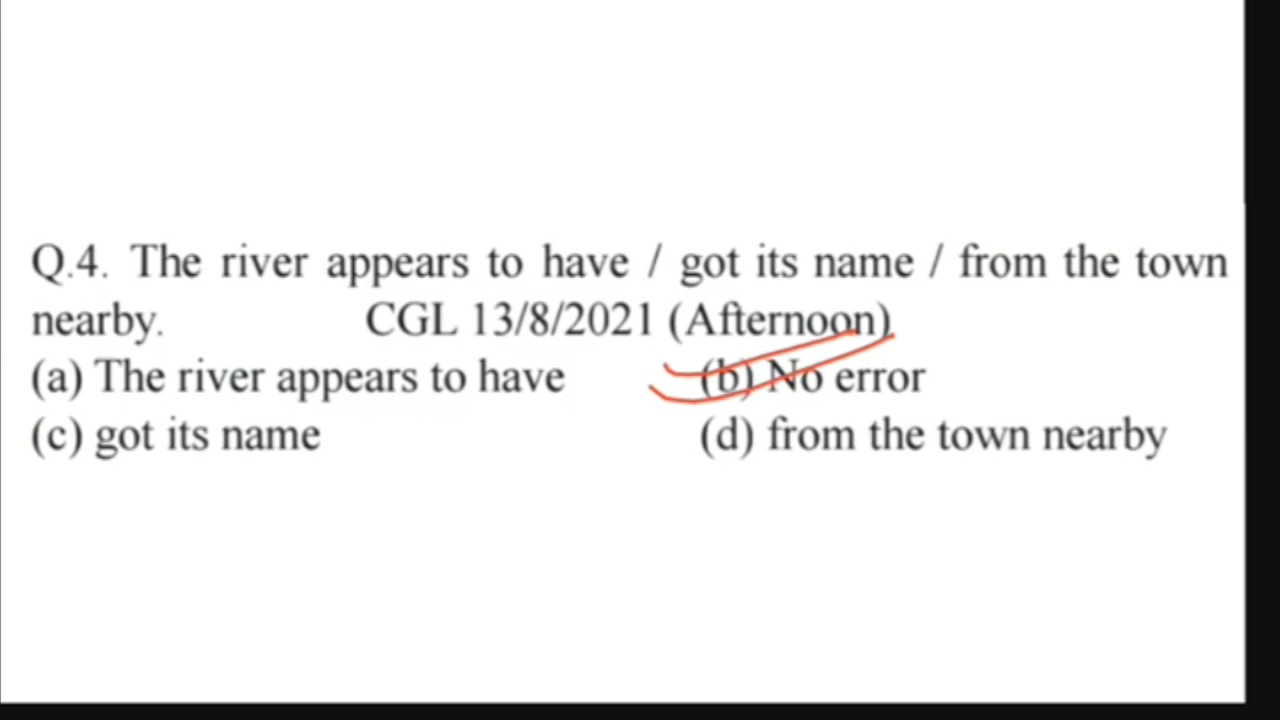 Q.4. The river appears to have / got its name / from the town
nearby. CGL 13/8/2021 (Afternoon)
(a) The river appears to have (b) No error
(c) got its name (d) from the town nearby